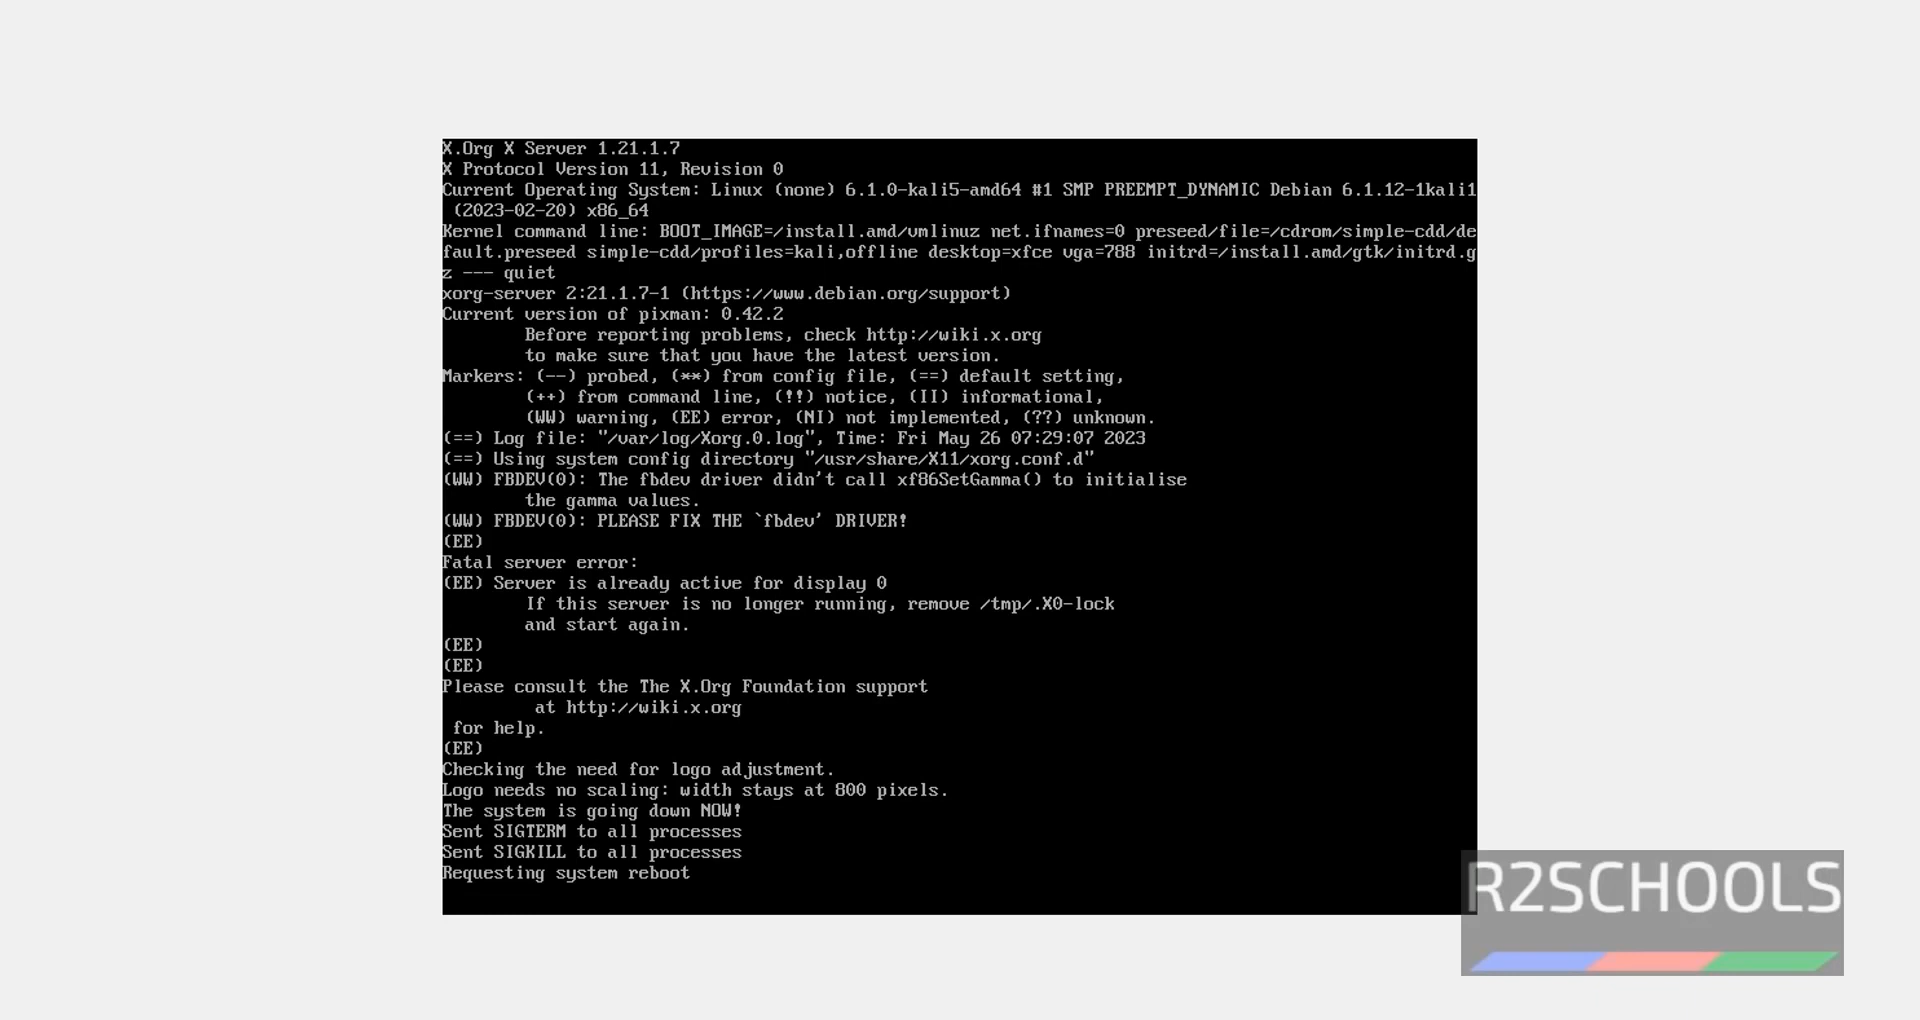 X.Org X Server 1.21.1.7
X Protocol Version 11, Revision 0
Current Operating System: Linux (none) 6.1.0-kali5-amd64 #1 SMP PREEMPT_DYNAMIC Debian 6.1.12-1kali1
(2023-02-20) x86_64
Kernel command line: BOOT_IMAGE=/install.amd/vmlinuz net.ifnames=0 preseed/file=/cdrom/simple-cdd/de
fault.preseed simple-cdd/profiles=kali,offline desktop=xfce vga=788 initrd=/install.amd/gtk/initrd.g
z --- quiet
xorg-server 2:21.1.7-1 (https://www.debian.org/support)
Current version of pixman: 0.42.2
Before reporting problems, check http://wiki.x.org
to make sure that you have the latest version.
Markers: (--) probed, (**) from config file, (==) default setting,
(++) from command line, (!!) notice, (II) informational,
(WW) warning, (EE) error, (NI) not implemented, (??) unknown.
(==) Log file: "/var/log/Xorg.0.log", Time: Fri May 26 07:29:07 2023
(==) Using system config directory "/usr/share/X11/xorg.conf.d"
(WW) FBDEV(0): The fbdev driver didn't call xf86SetGamma() to initialise
the gamma values.
(WW) FBDEV(0): PLEASE FIX THE `fbdev' DRIVER!
(EE)
Fatal server error:
(EE) Server is already active for display 0
If this server is no longer running, remove /tmp/.X0-lock
and start again.
(EE)
(EE)
Please consult the The X.Org Foundation support
at http://wiki.x.org
for help.
(EE)
Checking the need for logo adjustment.
Logo needs no scaling: width stays at 800 pixels.
The system is going down NOW!
Sent SIGTERM to all processes
Sent SIGKILL to all processes
Requesting system reboot
R2SCHOOLS